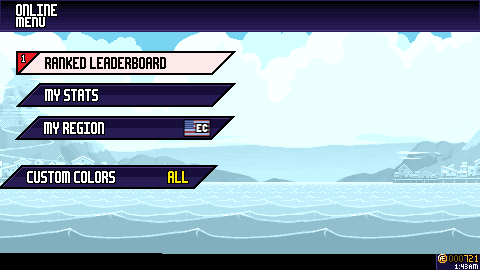 ONLINE
MENU
1
RANKED LEADERBOARD
MY STATS
MY REGION
EC
CUSTOM COLORS ALL
000721
1:43AM